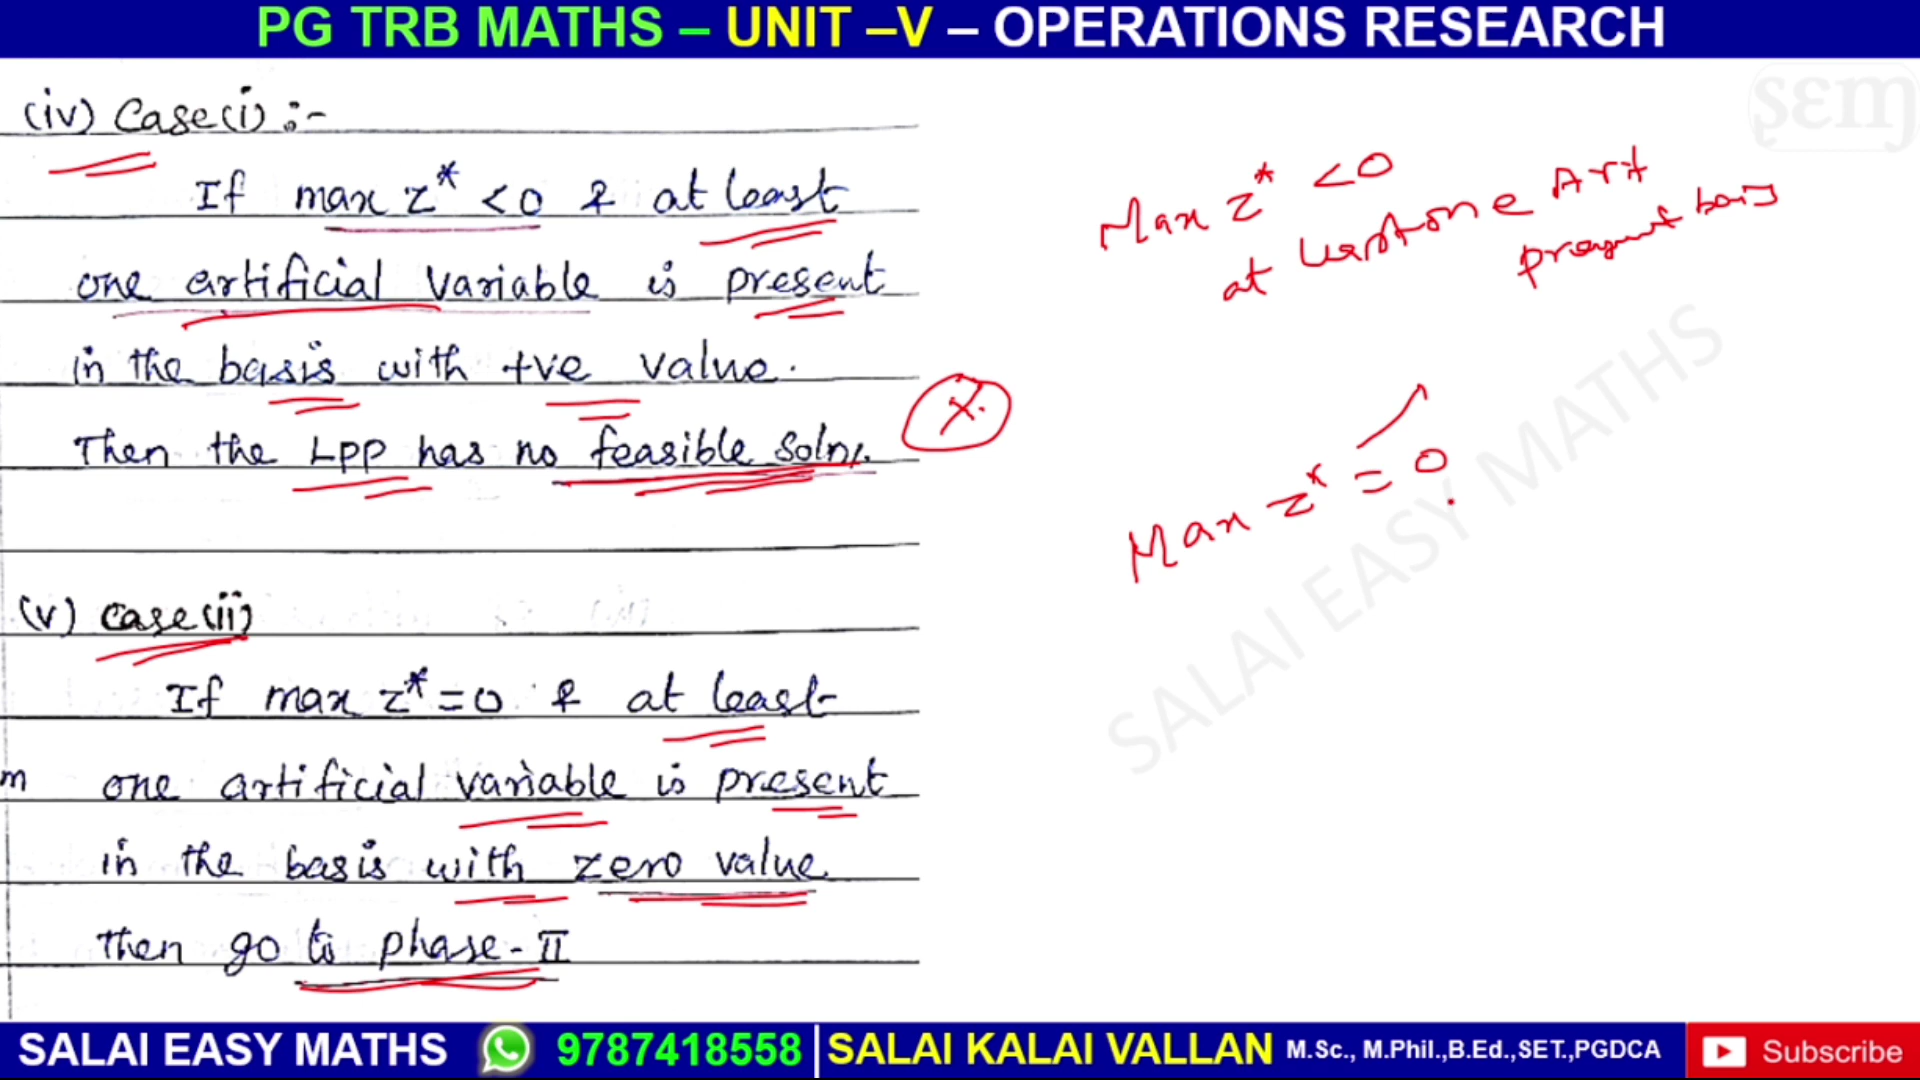 PG TRB MATHS – UNIT –V – OPERATIONS RESEARCH
sεm
(iv) Case(i) :-
If max z* <0 & at least
one artificial variable is present
in the basis with +ve value.
Then the LPP has no feasible soln.
(v) case(ii)
If max z* =0 & at least
m one artificial variable is present
in the basis with zero value
Then go to phase-II
Max z* <0
at least one Art
present basis
X.
Max z* = 0
SALAI EASY MATHS
SALAI EASY MATHS 9787418558 SALAI KALAI VALLAN M.Sc., M.Phil.,B.Ed.,SET.,PGDCA Subscribe